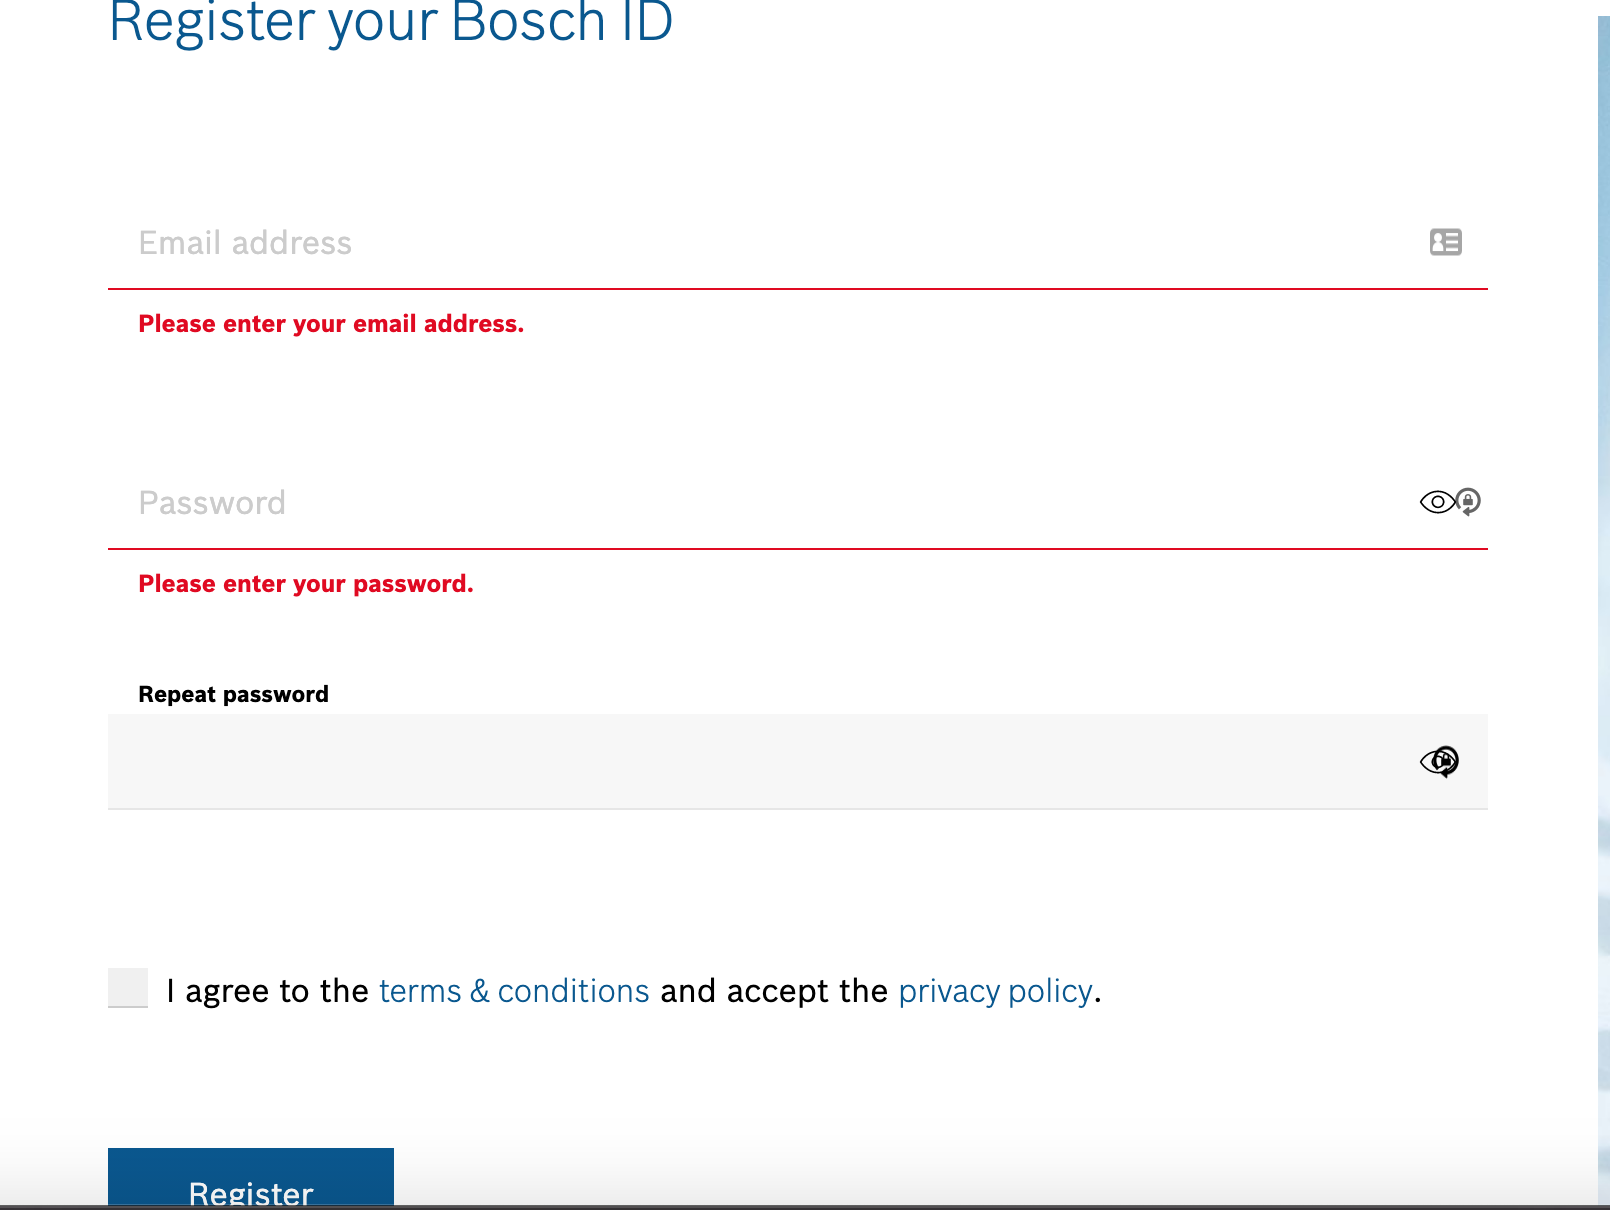 Register your Bosch ID
Email address
Please enter your email address.
Password
Please enter your password.
Repeat password
I agree to the terms & conditions and accept the privacy policy.
Register